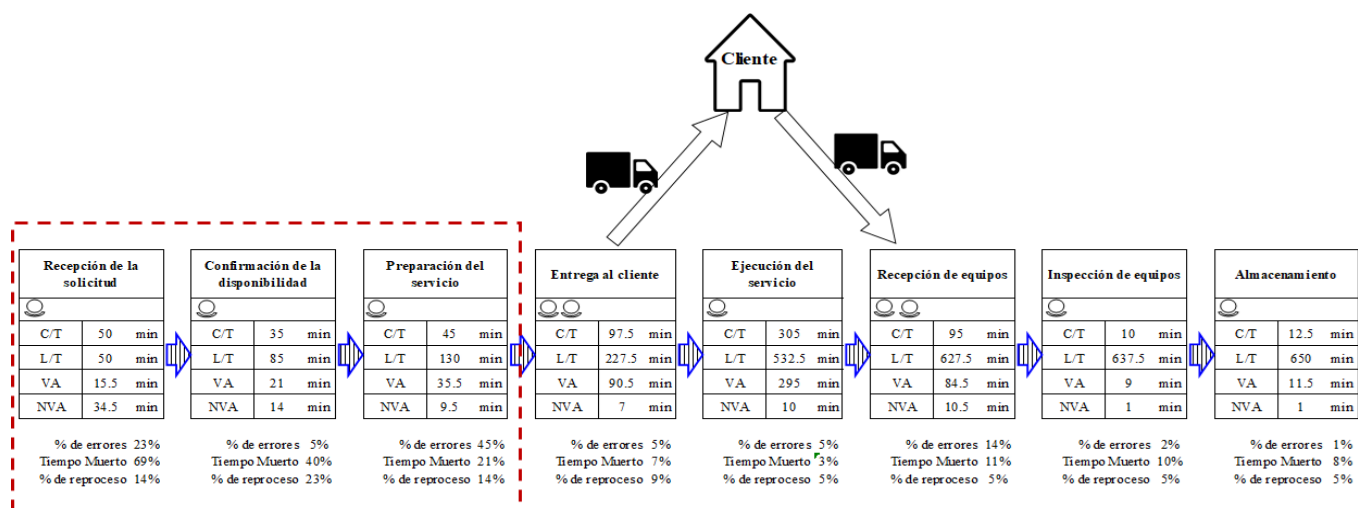 Cliente
Recepción de la
solicitud
C/T 50 min
L/T 50 min
VA 15.5 min
NVA 34.5 min
% de errores 23%
Tiempo Muerto 69%
% de reproceso 14%
Confirmación de la
disponibilidad
C/T 35 min
L/T 85 min
VA 21 min
NVA 14 min
% de errores 5%
Tiempo Muerto 40%
% de reproceso 23%
Preparación del
servicio
C/T 45 min
L/T 130 min
VA 35.5 min
NVA 9.5 min
% de errores 45%
Tiempo Muerto 21%
% de reproceso 14%
Entrega al cliente
C/T 97.5 min
L/T 227.5 min
VA 90.5 min
NVA 7 min
% de errores 5%
Tiempo Muerto 7%
% de reproceso 9%
Ejecución del
servicio
C/T 305 min
L/T 532.5 min
VA 295 min
NVA 10 min
% de errores 5%
Tiempo Muerto 3%
% de reproceso 5%
Recepción de equipos
C/T 95 min
L/T 627.5 min
VA 84.5 min
NVA 10.5 min
% de errores 14%
Tiempo Muerto 11%
% de reproceso 5%
Inspección de equipos
C/T 10 min
L/T 637.5 min
VA 9 min
NVA 1 min
% de errores 2%
Tiempo Muerto 10%
% de reproceso 5%
Almacenamiento
C/T 12.5 min
L/T 650 min
VA 11.5 min
NVA 1 min
% de errores 1%
Tiempo Muerto 8%
% de reproceso 5%